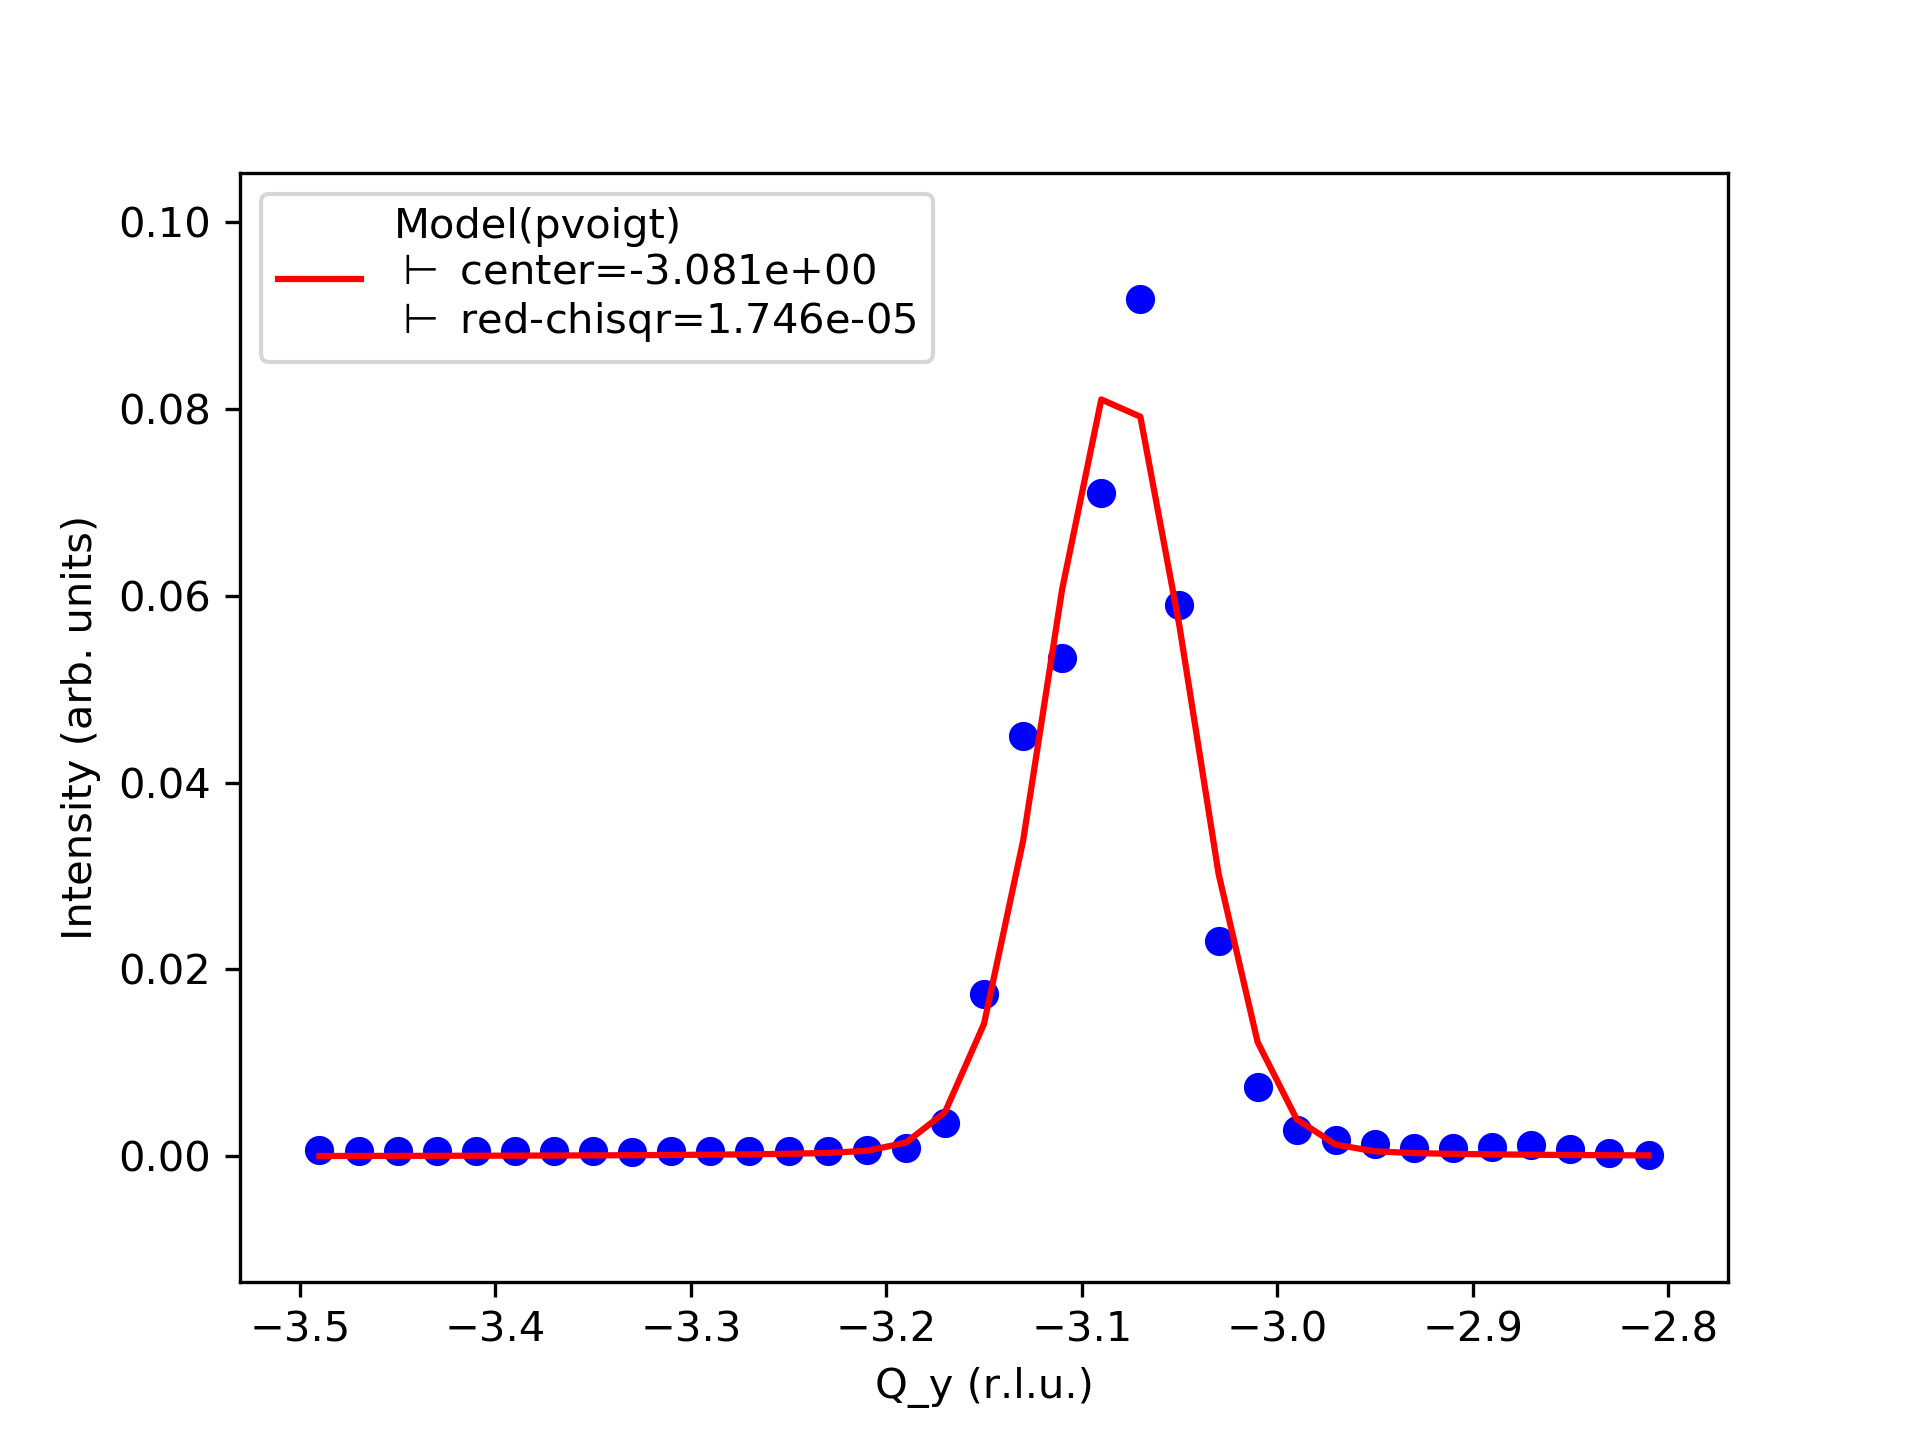 Model(pvoigt)
⊢ center=-3.081e+00
⊢ red-chisqr=1.746e-05
0.10
0.08
0.06
0.04
0.02
0.00
Intensity (arb. units)
−3.5 −3.4 −3.3 −3.2 −3.1 −3.0 −2.9 −2.8
Q_y (r.l.u.)